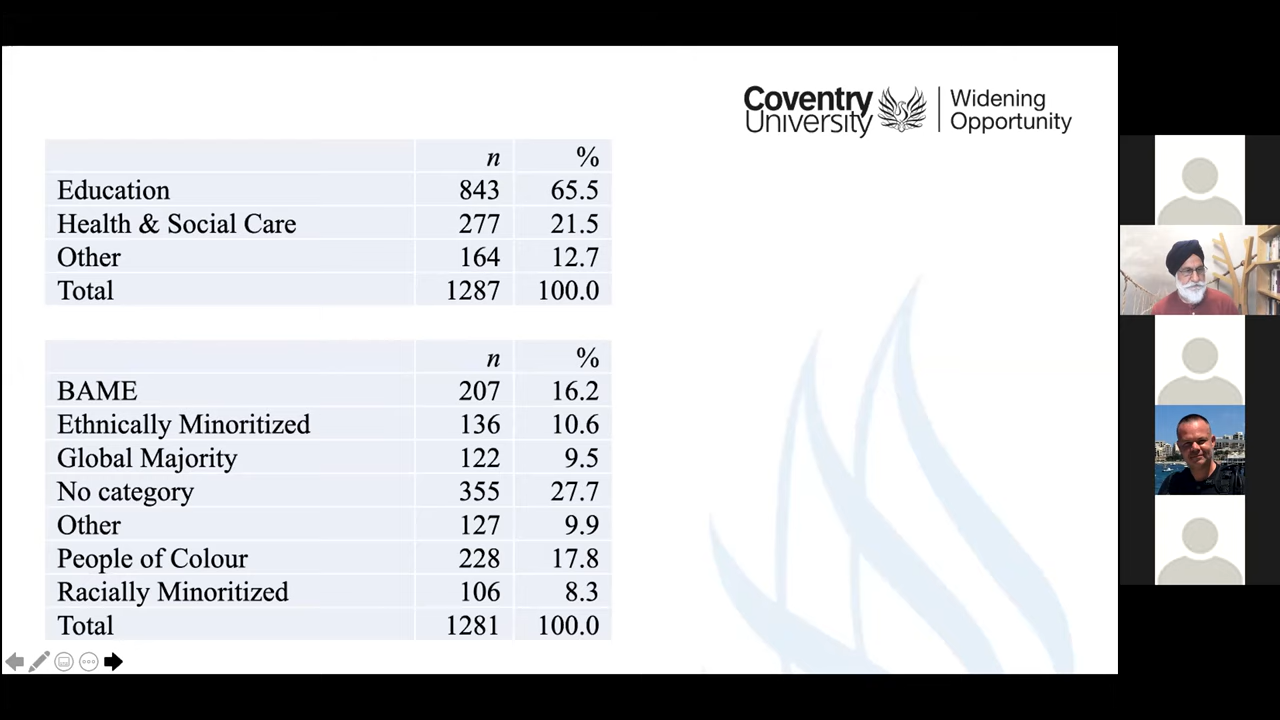 Coventry University | Widening Opportunity
n %
Education 843 65.5
Health & Social Care 277 21.5
Other 164 12.7
Total 1287 100.0
n %
BAME 207 16.2
Ethnically Minoritized 136 10.6
Global Majority 122 9.5
No category 355 27.7
Other 127 9.9
People of Colour 228 17.8
Racially Minoritized 106 8.3
Total 1281 100.0